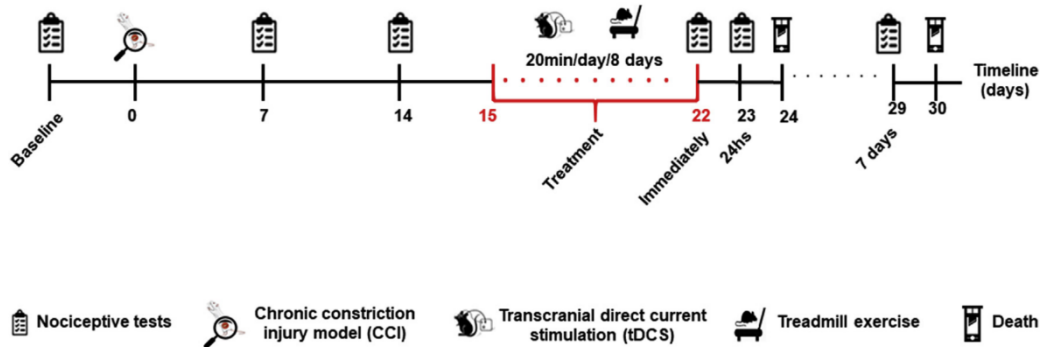 20min/day/8 days
Timeline
(days)
0
7
14
15
22
23
24
29
30
Baseline
Treatment
Immediately
24hs
7 days
Nociceptive tests
Chronic constriction
injury model (CCI)
Transcranial direct current
stimulation (tDCS)
Treadmill exercise
Death